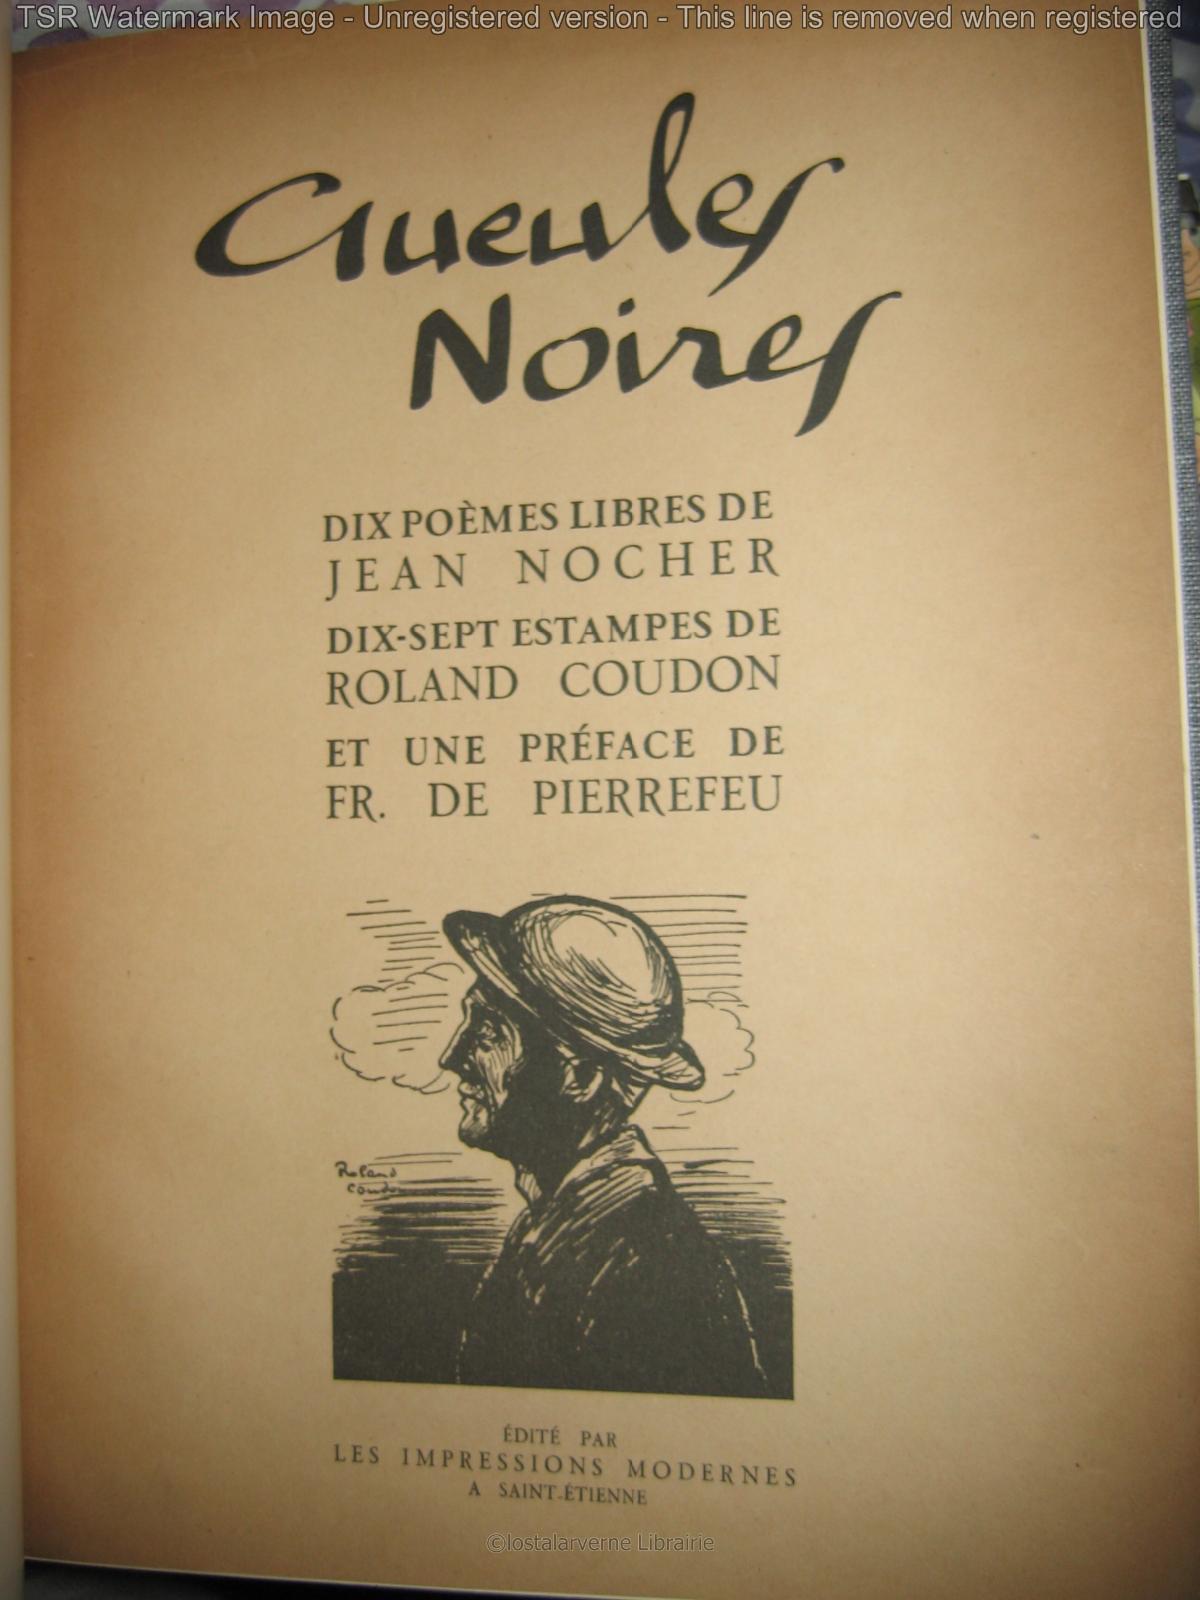 TSR Watermark Image - Unregistered version - This line is removed when registered
Gueules
Noires
DIX POÈMES LIBRES DE
JEAN NOCHER
DIX-SEPT ESTAMPES DE
ROLAND COUDON
ET UNE PRÉFACE DE
FR. DE PIERREFEU
Roland
Coudon
ÉDITÉ PAR
LES IMPRESSIONS MODERNES
A SAINT-ÉTIENNE
©lostalarverne Librairie